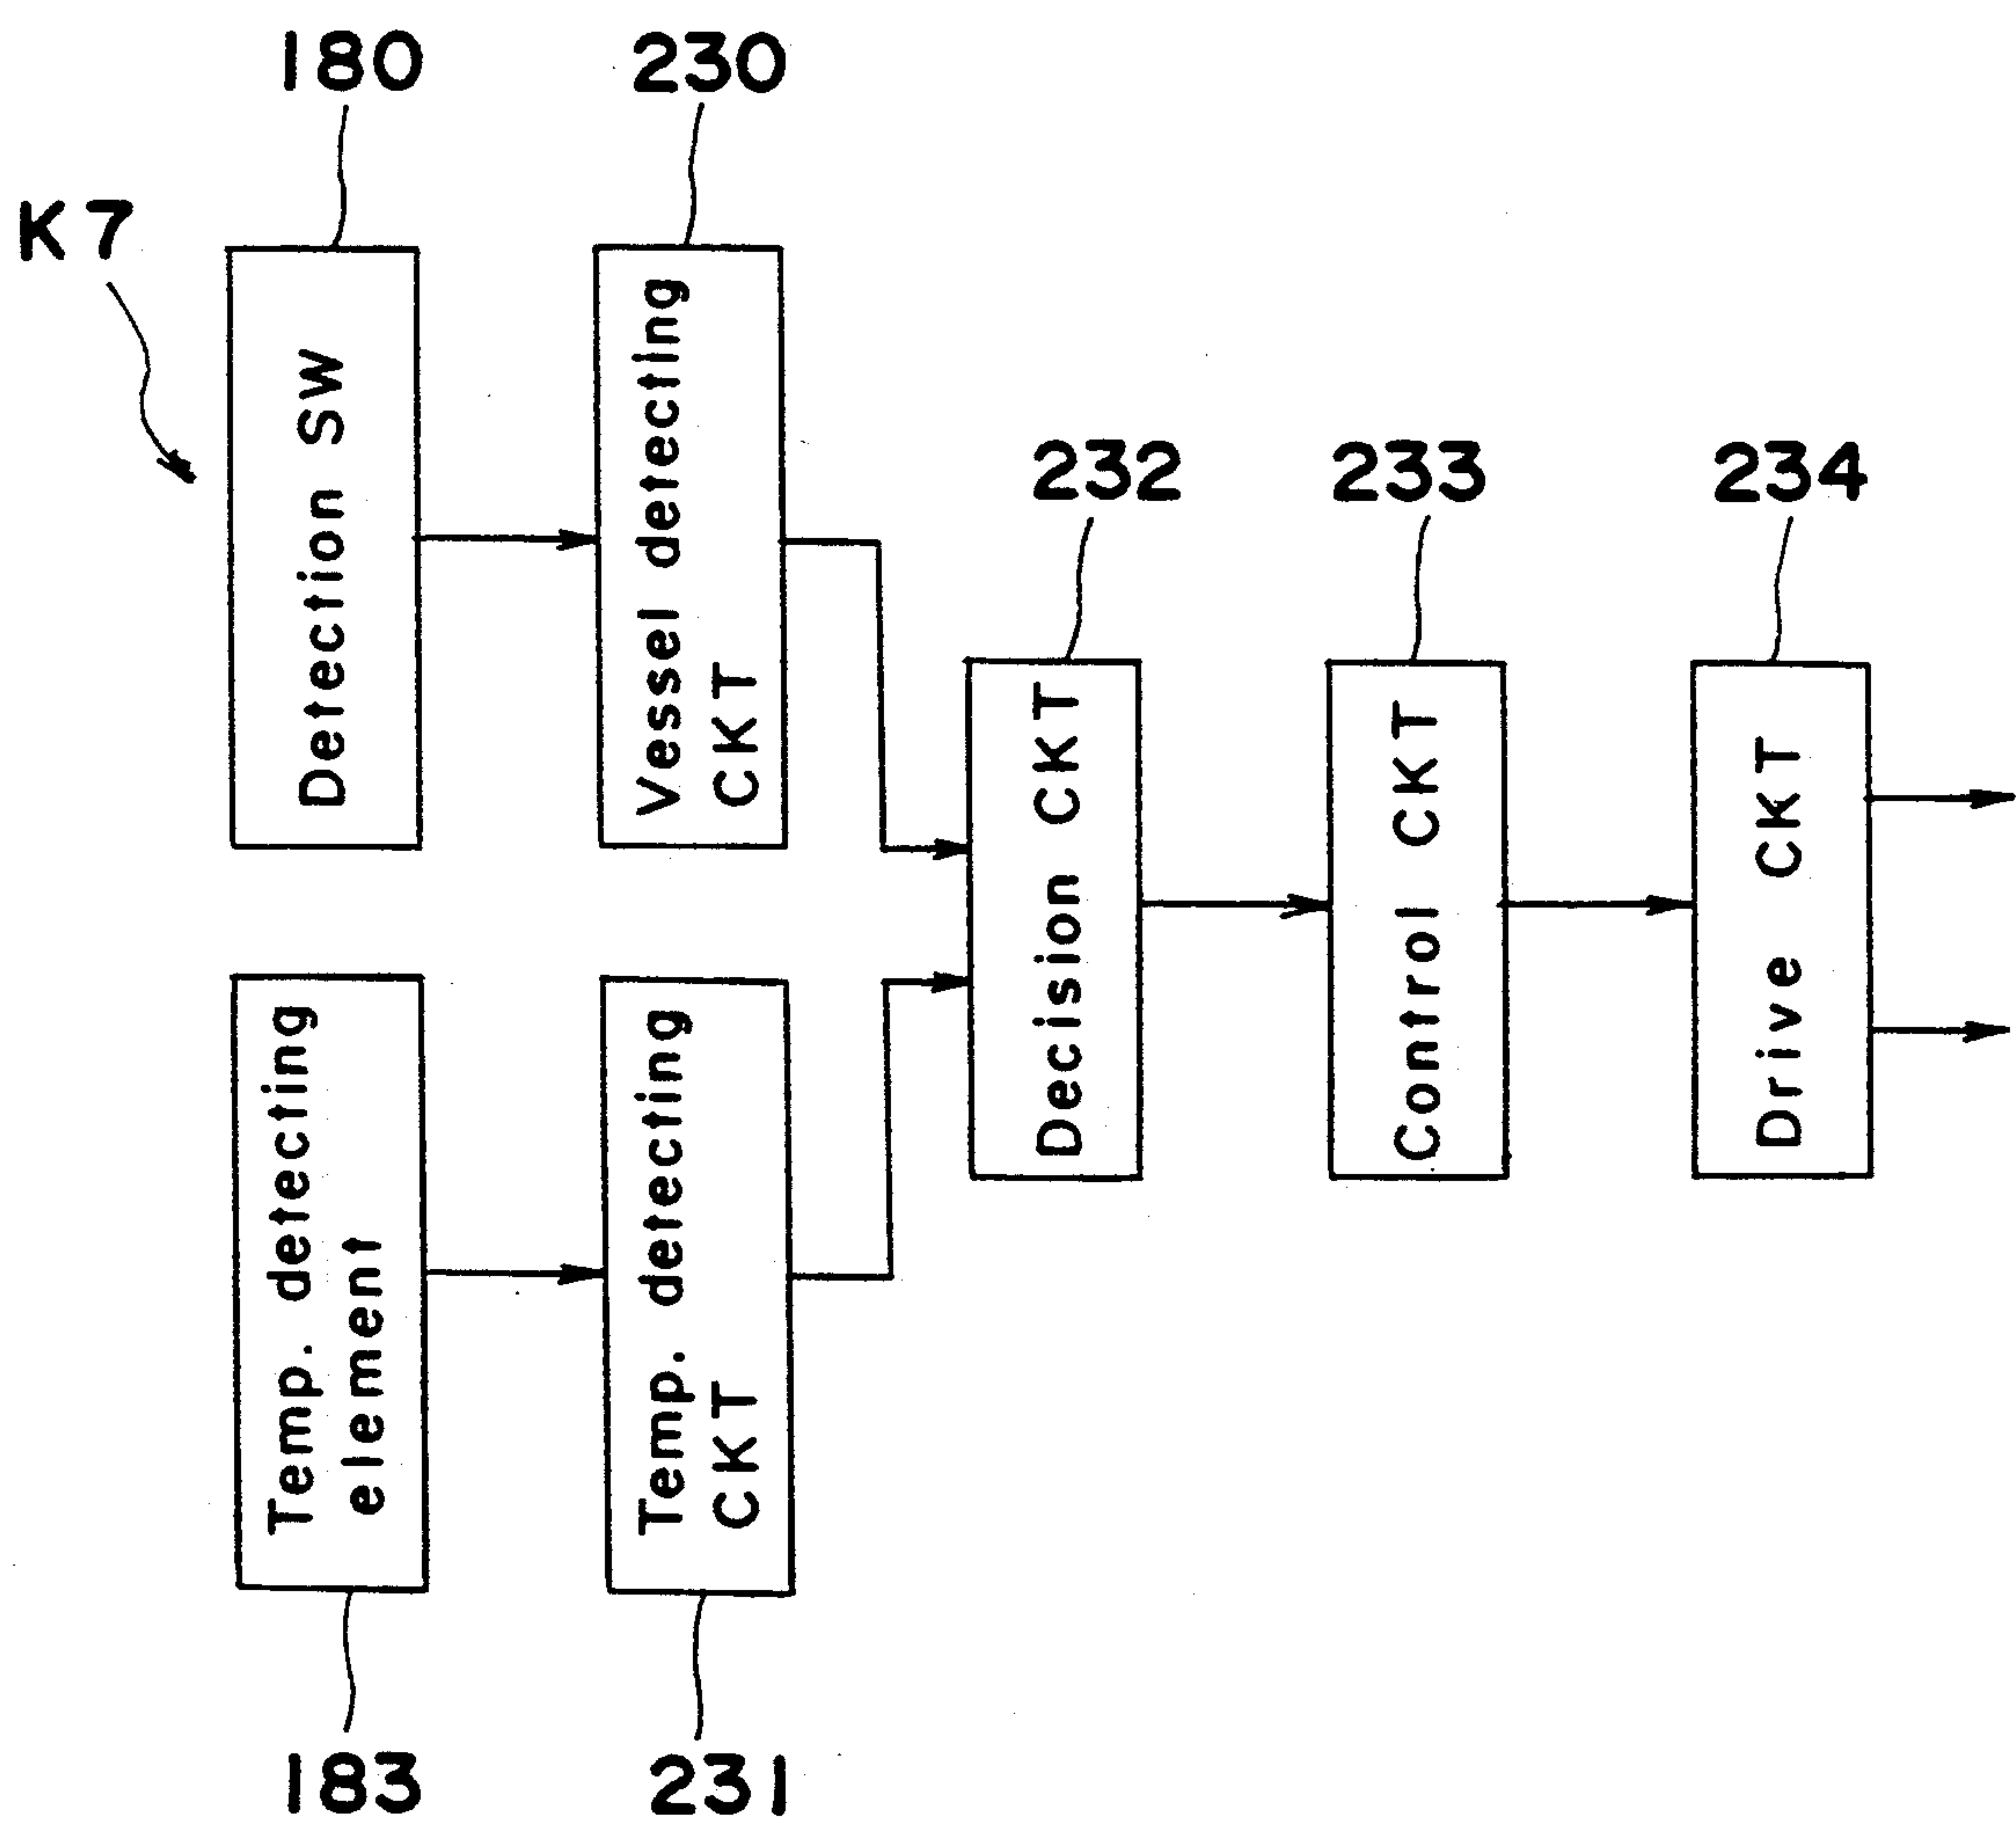 K7
180
230
Detection SW
Vessel detecting
CKT
232
233
234
Temp. detecting
element
Temp. detecting
CKT
Decision CKT
Control CKT
Drive CKT
183
231